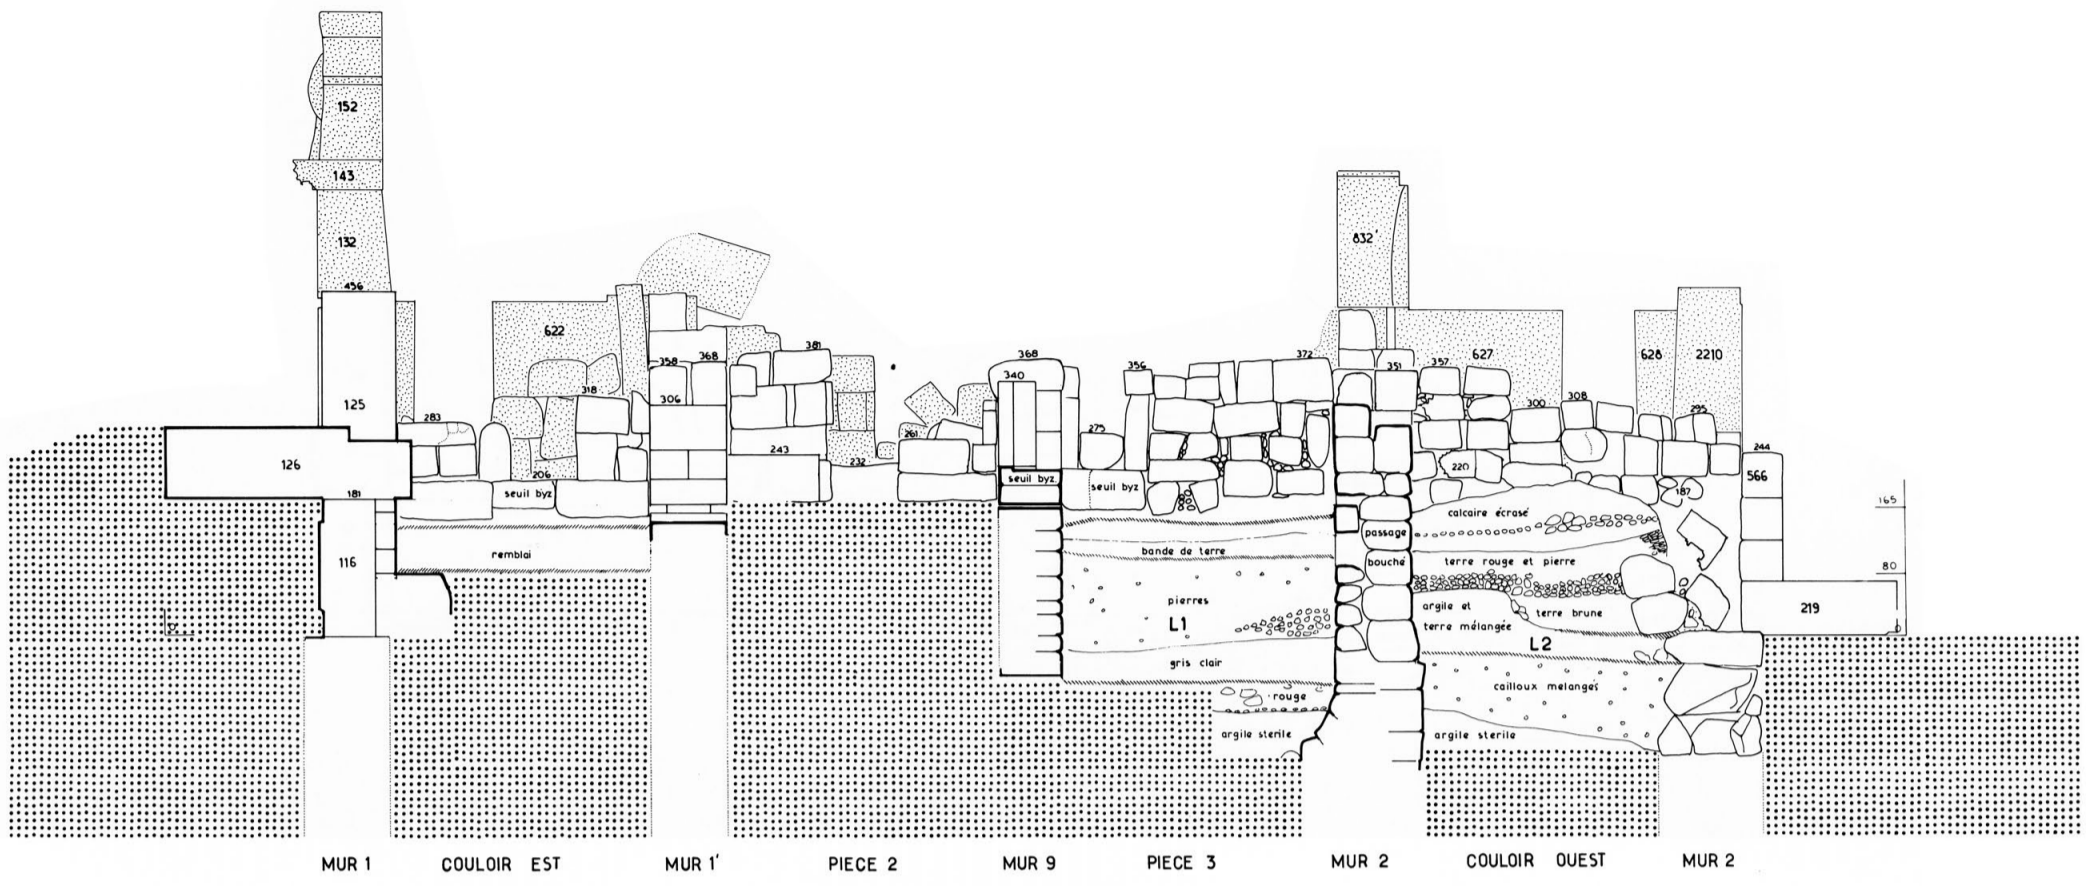 152
143
132
456
125
126
181
116
283
622
318
206
seuil byz
remblai
358
368
306
381
243
232
261
368
340
seuil byz.
275
seuil byz
356
372
bande de terre
pierres
L1
gris clair
rouge
argile sterile
832'
351
passage
bouché
357
627
300
308
220
187
295
628
2210
244
566
calcaire écrasé
terre rouge et pierre
argile et
terre mélangée
terre brune
L2
cailloux melangés
argile sterile
165
80
0
219
MUR 1
COULOIR EST
MUR 1'
PIECE 2
MUR 9
PIECE 3
MUR 2
COULOIR OUEST
MUR 2